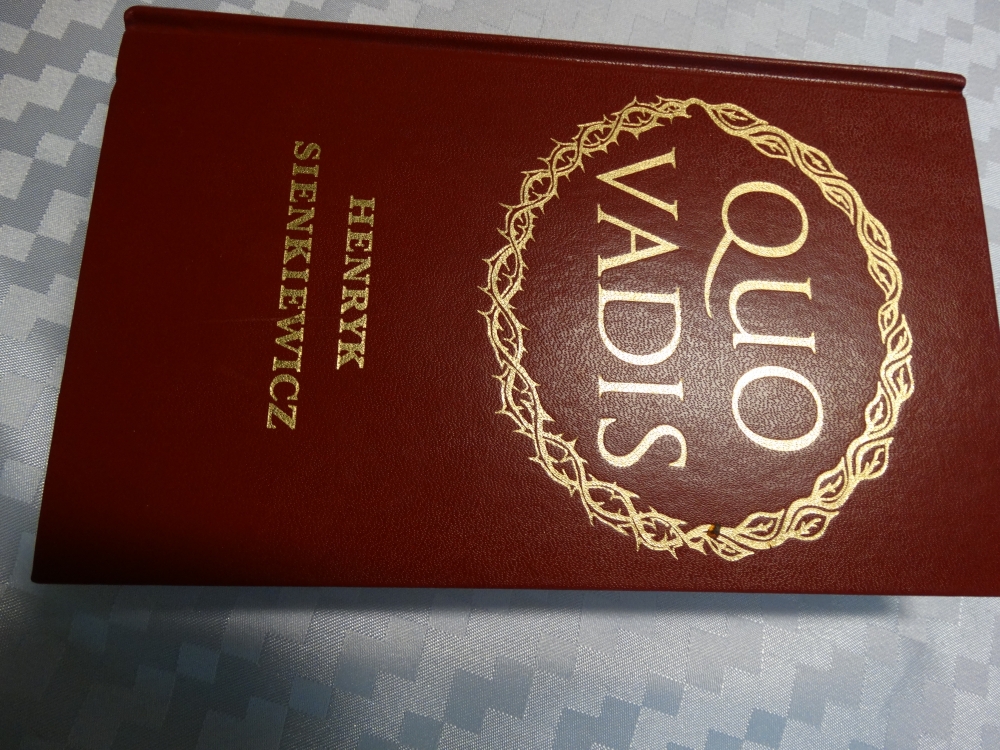 QUO
VADIS
HENRYK
SIENKIEWICZ